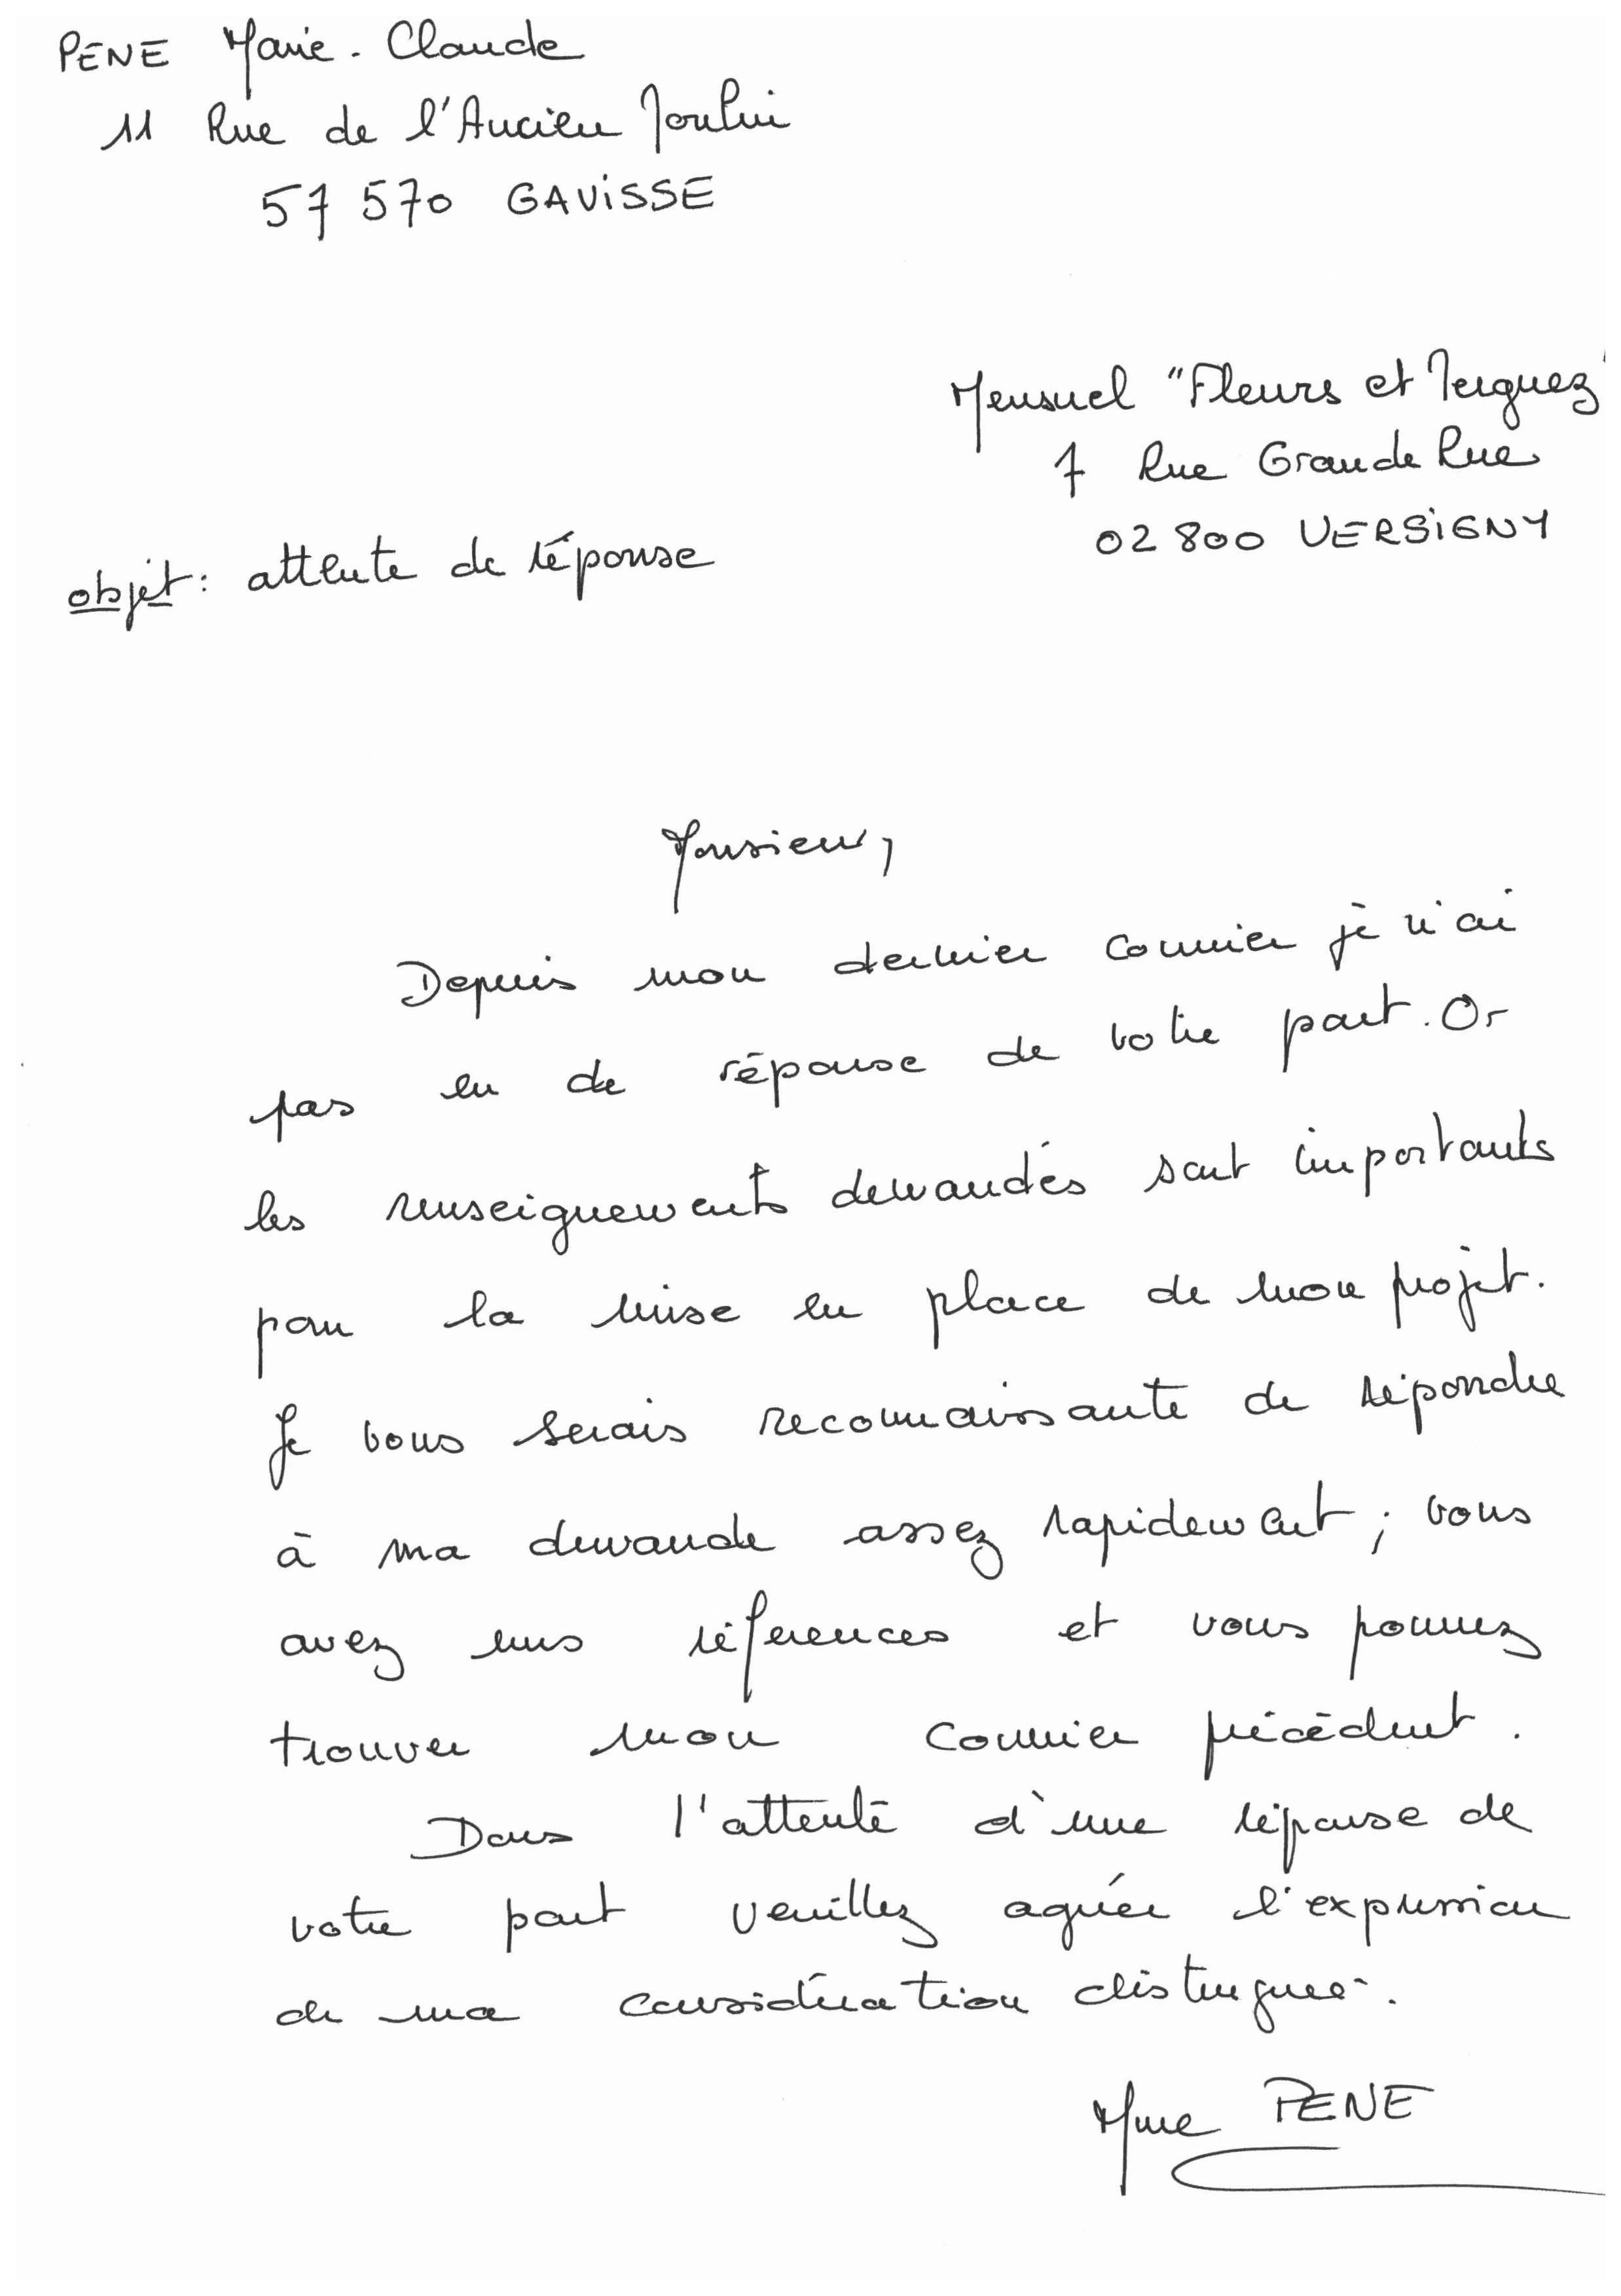 PENE Marie-Claude
11 Rue de l'Ancien Moulin
57 570 GAVISSE
Mensuel "Fleurs et
7 Rue Grande Rue
02 800 VERSIGNY
objet : attente de réponse
Monsieur,
Depuis mon dernier courrier je n'ai
pas eu de réponse de votre part. Or
les renseignements demandés sont importants
pour la mise en place de mon projet.
Je vous serais reconnaissante de répondre
à ma demande assez rapidement ; vous
avez mes réferences et vous pourrez
trouver mon courrier précédent.
Dans l'attente d'une réponse de
votre part veuillez agréer l'expression
de ma considération distinguée.
Mme PENE